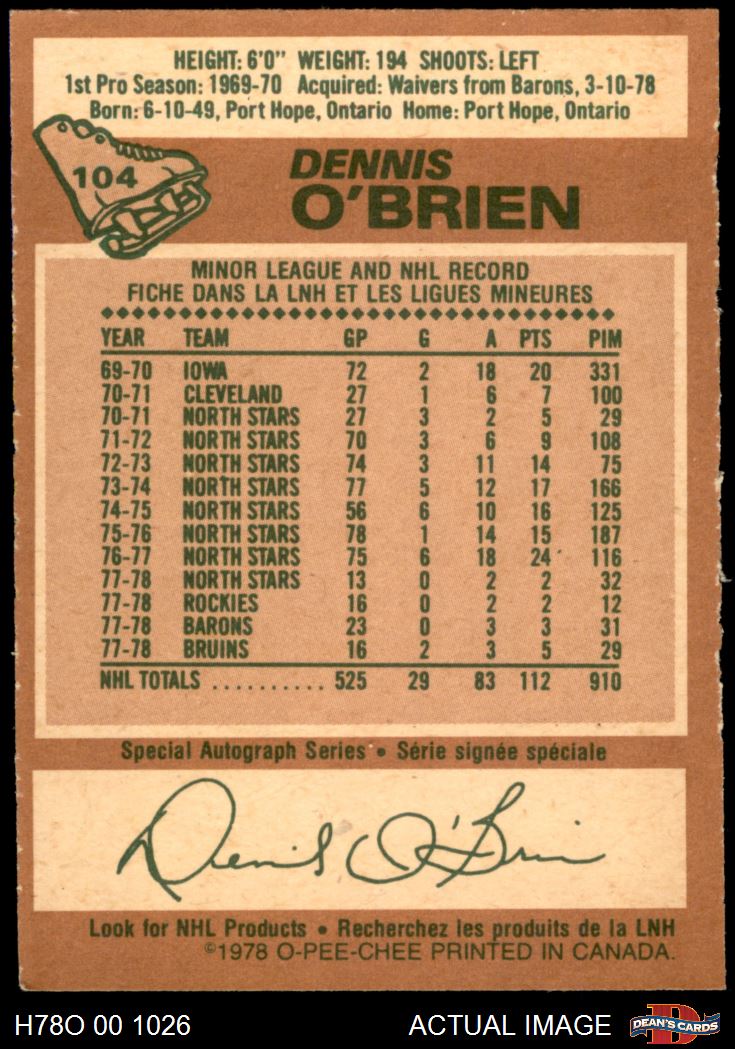 HEIGHT: 6'0" WEIGHT: 194 SHOOTS: LEFT
1st Pro Season: 1969-70 Acquired: Waivers from Barons, 3-10-78
Born: 6-10-49, Port Hope, Ontario Home: Port Hope, Ontario
104
DENNIS
O'BRIEN
MINOR LEAGUE AND NHL RECORD
FICHE DANS LA LNH ET LES LIGUES MINEURES
YEAR TEAM GP G A PTS PIM
69-70 IOWA 72 2 18 20 331
70-71 CLEVELAND 27 1 6 7 100
70-71 NORTH STARS 27 3 2 5 29
71-72 NORTH STARS 70 3 6 9 108
72-73 NORTH STARS 74 3 11 14 75
73-74 NORTH STARS 77 5 12 17 166
74-75 NORTH STARS 56 6 10 16 125
75-76 NORTH STARS 78 1 14 15 187
76-77 NORTH STARS 75 6 18 24 116
77-78 NORTH STARS 13 0 2 2 32
77-78 ROCKIES 16 0 2 2 12
77-78 BARONS 23 0 3 3 31
77-78 BRUINS 16 2 3 5 29
NHL TOTALS .......... 525 29 83 112 910
Special Autograph Series • Série signée spéciale
Dennis O'Brien
Look for NHL Products • Recherchez les produits de la LNH
©1978 O-PEE-CHEE PRINTED IN CANADA.
H78O 00 1026 ACTUAL IMAGE DEAN'S CARDS